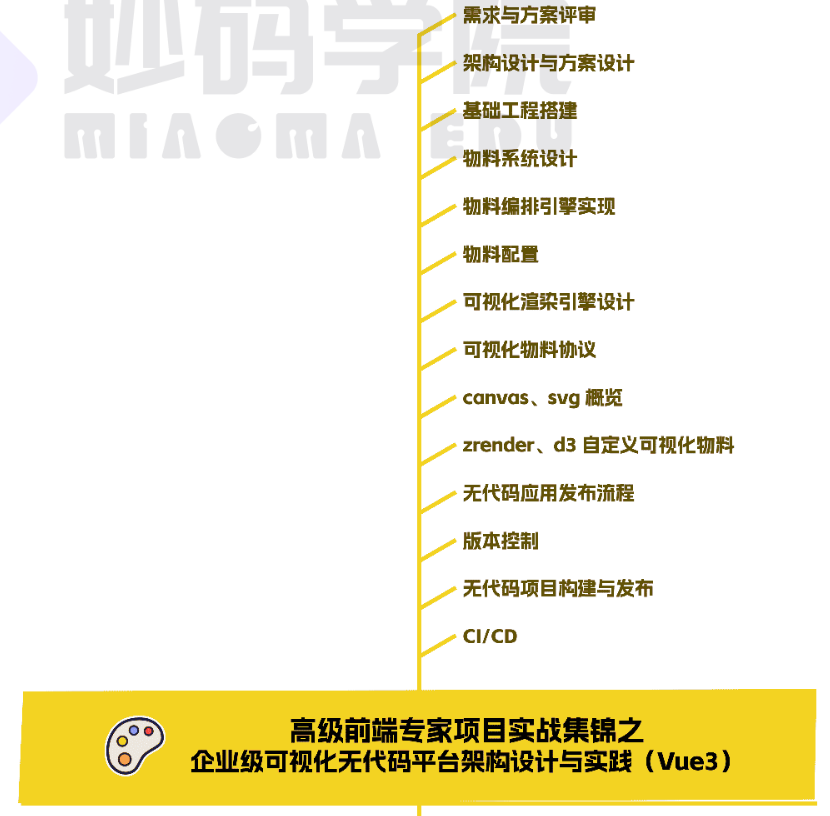 妙码学院
MIAOMA EDU
需求与方案评审
架构设计与方案设计
基础工程搭建
物料系统设计
物料编排引擎实现
物料配置
可视化渲染引擎设计
可视化物料协议
canvas、svg 概览
zrender、d3 自定义可视化物料
无代码应用发布流程
版本控制
无代码项目构建与发布
CI/CD
高级前端专家项目实战集锦之
企业级可视化无代码平台架构设计与实践（Vue3）